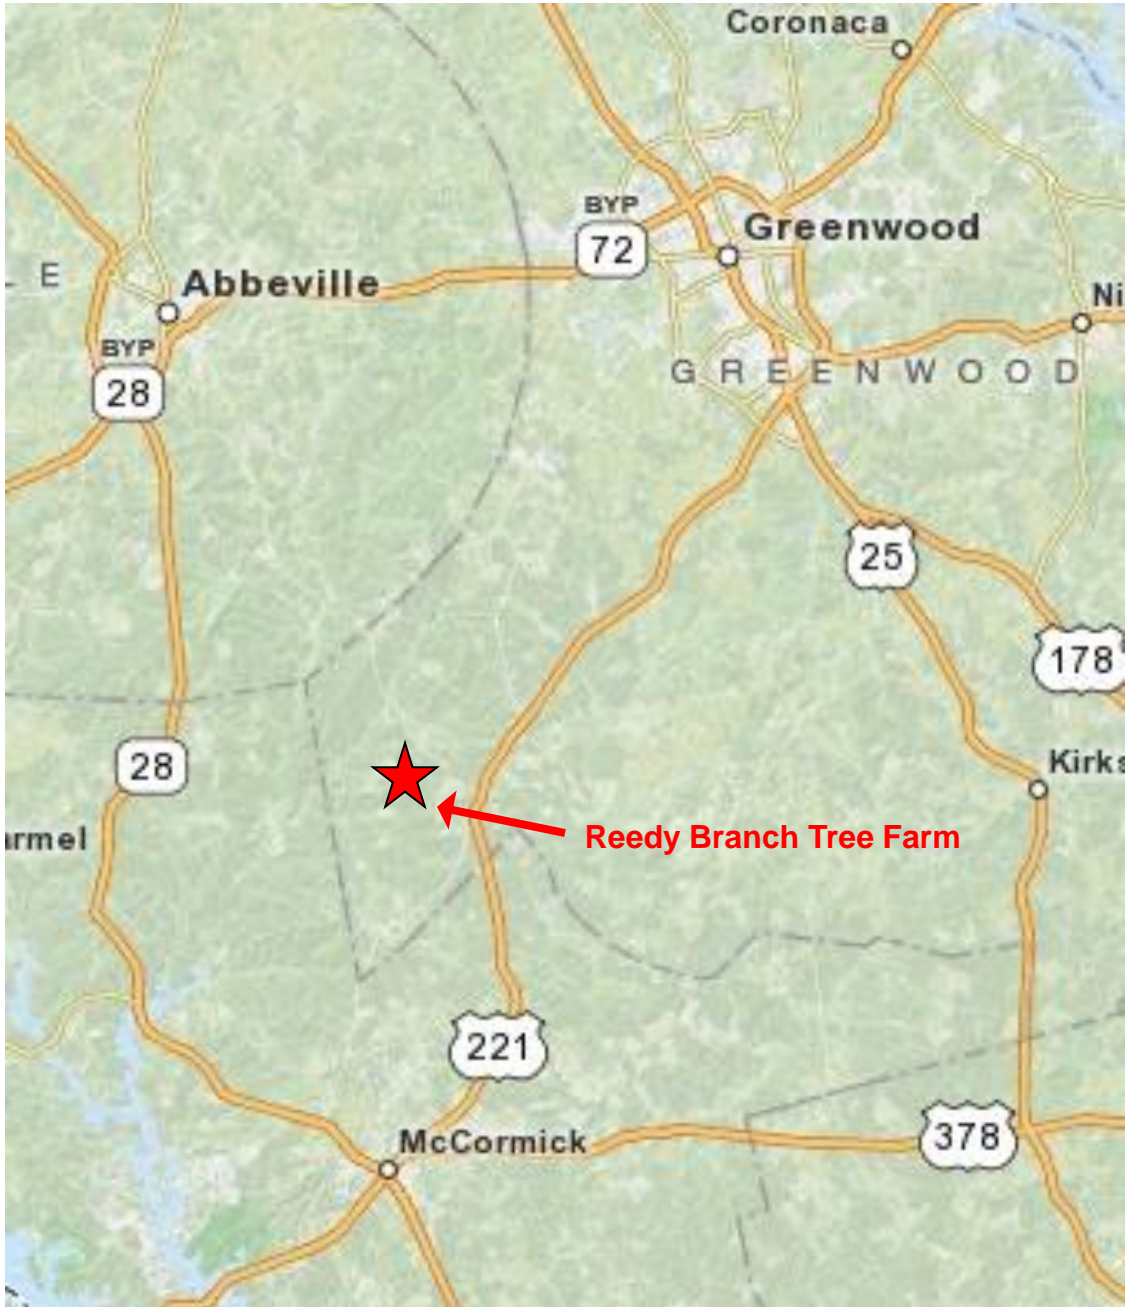 Coronaca
BYP
72
Greenwood
L E
Abbeville
Ni
BYP
28
G R E E N W O O D
25
178
28
Kirks
armel
Reedy Branch Tree Farm
221
McCormick
378